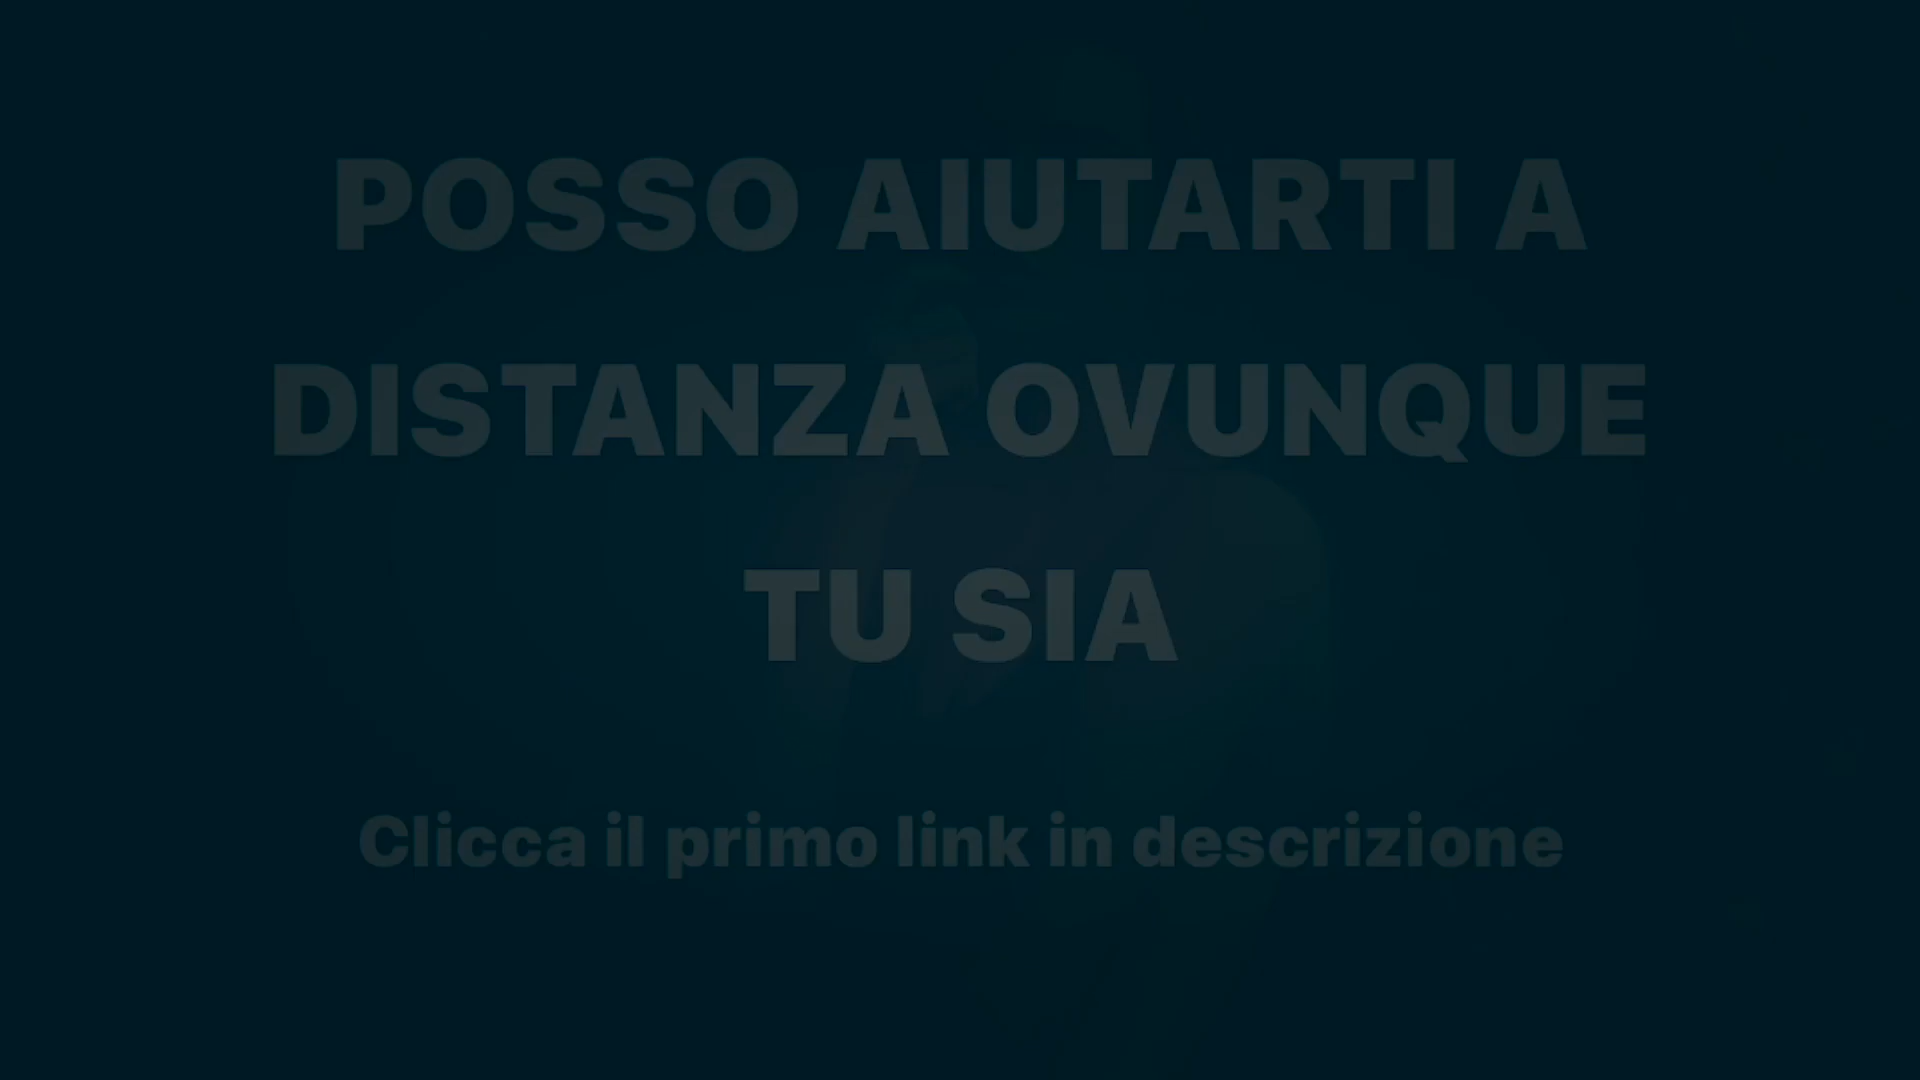 POSSO AIUTARTI A
DISTANZA OVUNQUE
TU SIA
Clicca il primo link in descrizione